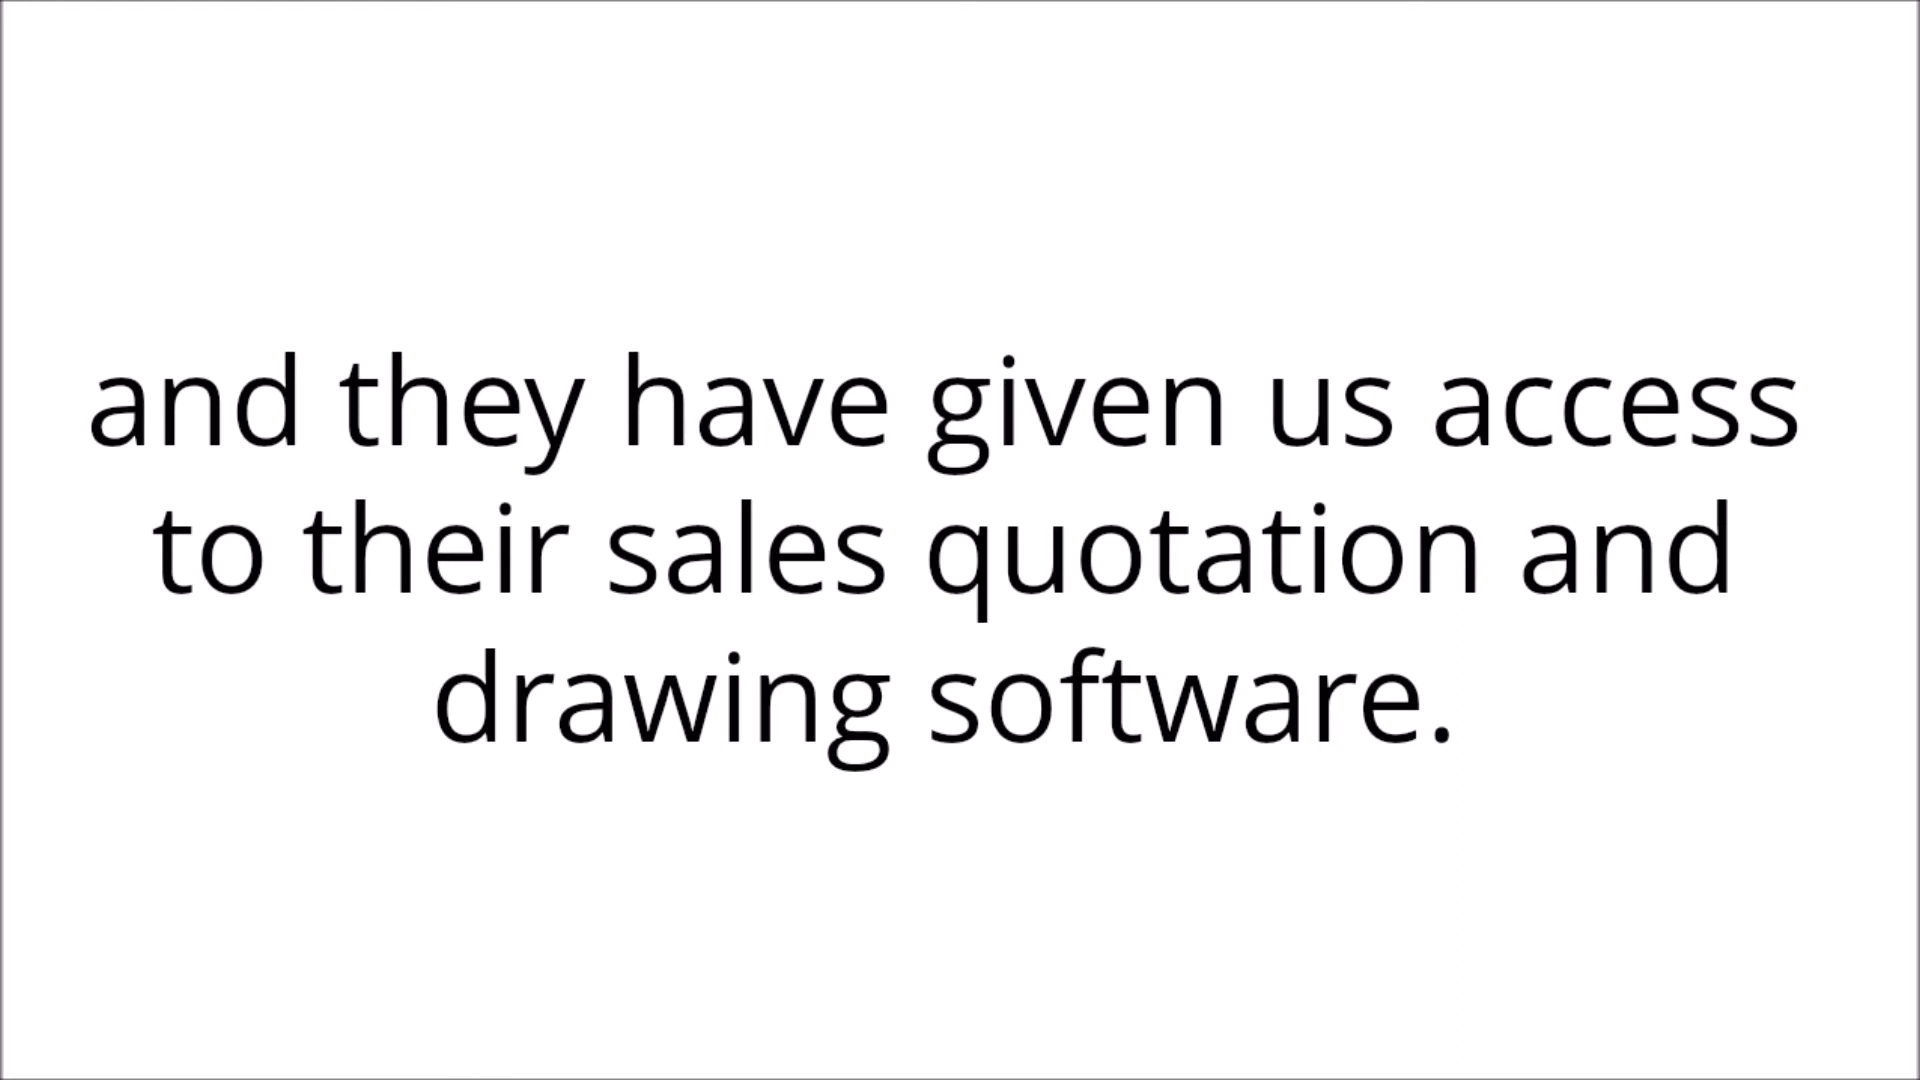 and they have given us access
to their sales quotation and
drawing software.